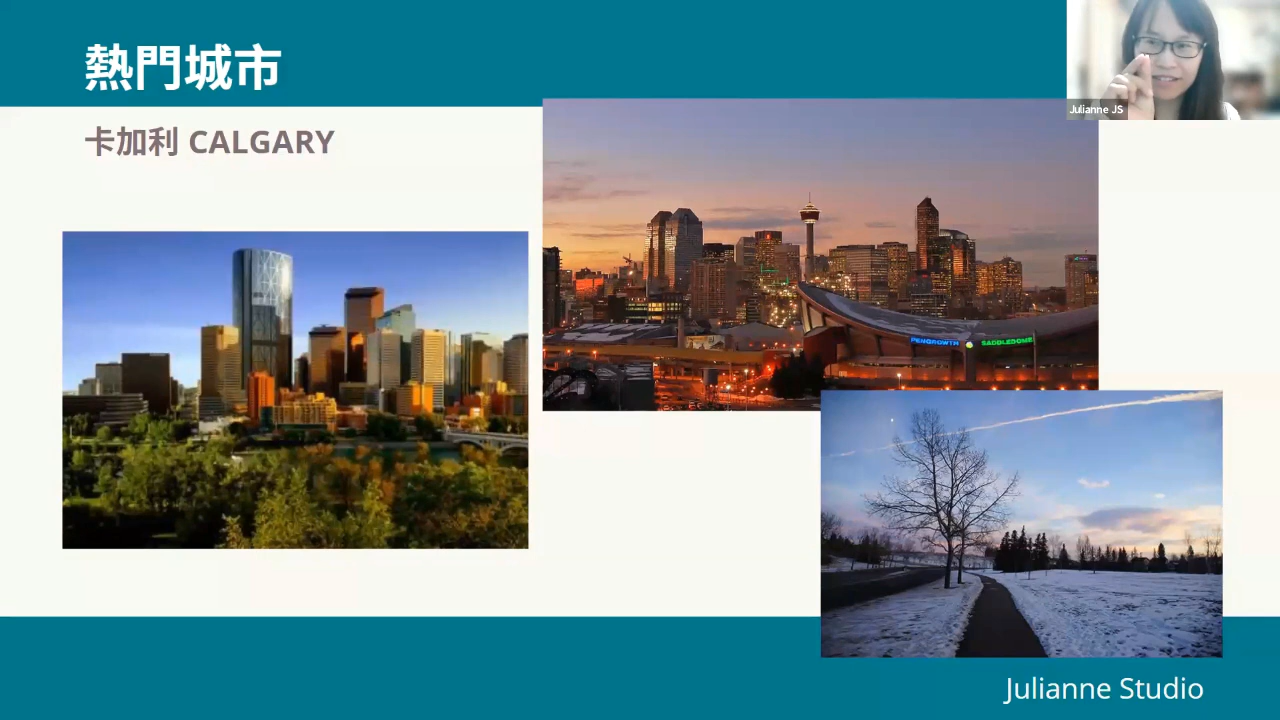 熱門城市
卡加利 CALGARY
Julianne JS
PENGROWTH SADDLEDOME
Julianne Studio